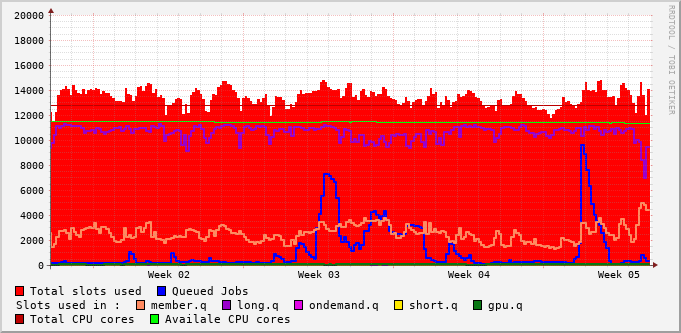 20000
18000
16000
14000
12000
10000
8000
6000
4000
2000
0
Week 02 Week 03 Week 04 Week 05
RRDTOOL / TOBI OETIKER
Total slots used Queued Jobs
Slots used in : member.q long.q ondemand.q short.q gpu.q
Total CPU cores Availale CPU cores